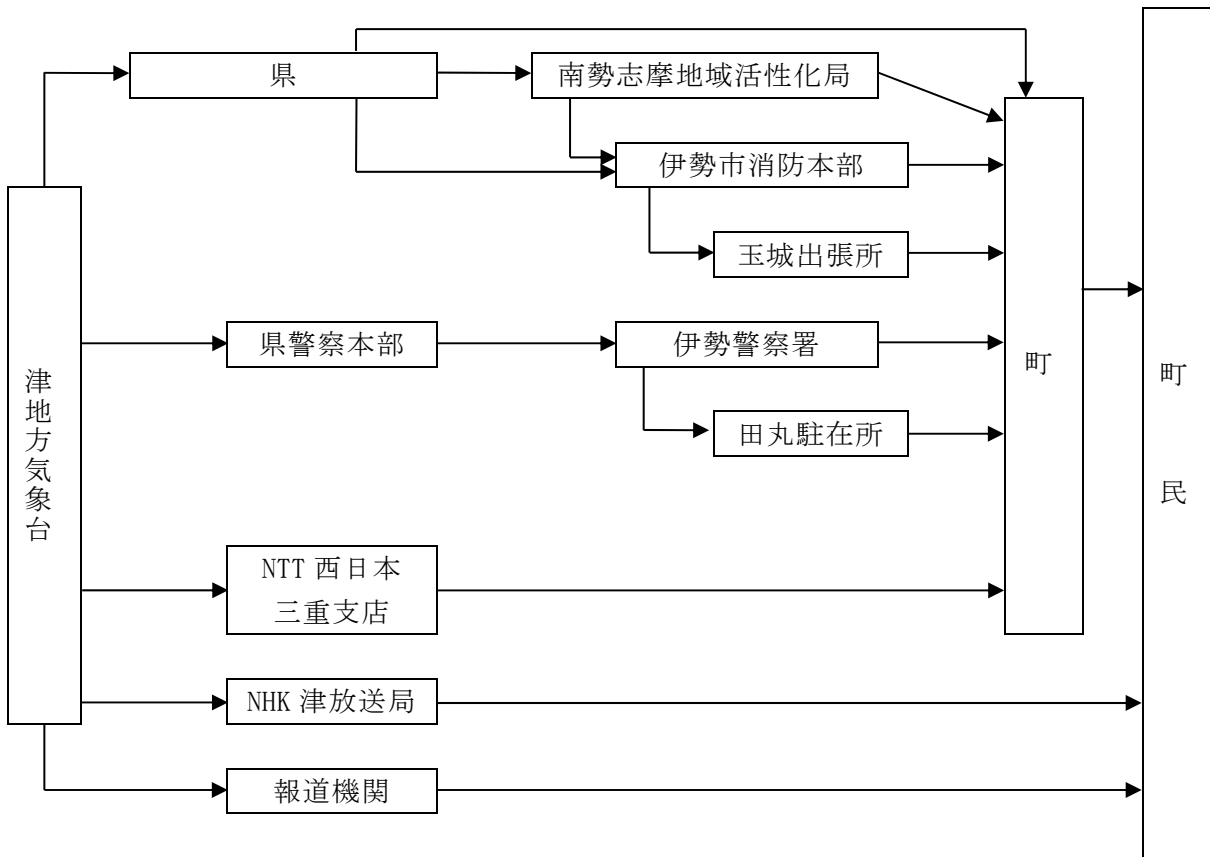 県
南勢志摩地域活性化局
伊勢市消防本部
玉城出張所
県警察本部
伊勢警察署
田丸駐在所
津地方気象台
NTT 西日本
三重支店
NHK 津放送局
報道機関
町
町民